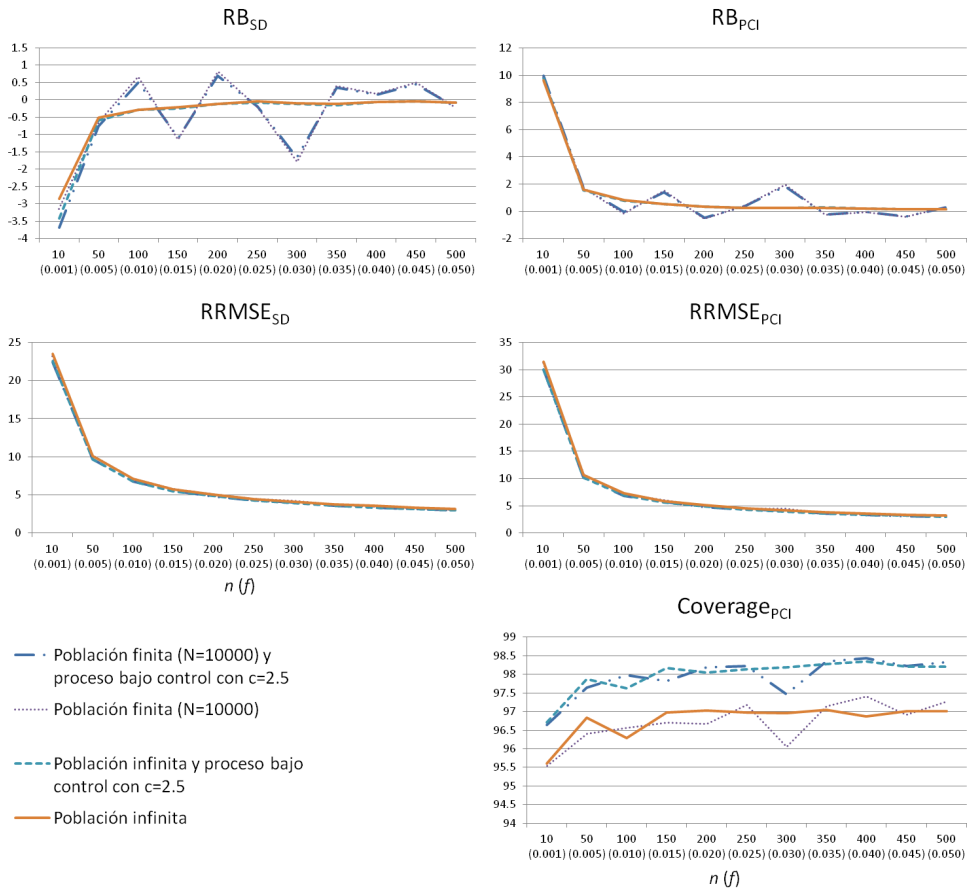 RB_SD
1.5
1
0.5
0
-0.5
-1
-1.5
-2
-2.5
-3
-3.5
-4
10 50 100 150 200 250 300 350 400 450 500
(0.001) (0.005) (0.010) (0.015) (0.020) (0.025) (0.030) (0.035) (0.040) (0.045) (0.050)
RB_PCI
12
10
8
6
4
2
0
-2
10 50 100 150 200 250 300 350 400 450 500
(0.001) (0.005) (0.010) (0.015) (0.020) (0.025) (0.030) (0.035) (0.040) (0.045) (0.050)
RRMSE_SD
25
20
15
10
5
0
10 50 100 150 200 250 300 350 400 450 500
(0.001) (0.005) (0.010) (0.015) (0.020) (0.025) (0.030) (0.035) (0.040) (0.045) (0.050)
n (f)
RRMSE_PCI
35
30
25
20
15
10
5
0
10 50 100 150 200 250 300 350 400 450 500
(0.001) (0.005) (0.010) (0.015) (0.020) (0.025) (0.030) (0.035) (0.040) (0.045) (0.050)
Población finita (N=10000) y
proceso bajo control con c=2.5
Población finita (N=10000)
Población infinita y proceso bajo
control con c=2.5
Población infinita
Coverage_PCI
99
98.5
98
97.5
97
96.5
96
95.5
95
94.5
94
10 50 100 150 200 250 300 350 400 450 500
(0.001) (0.005) (0.010) (0.015) (0.020) (0.025) (0.030) (0.035) (0.040) (0.045) (0.050)
n (f)